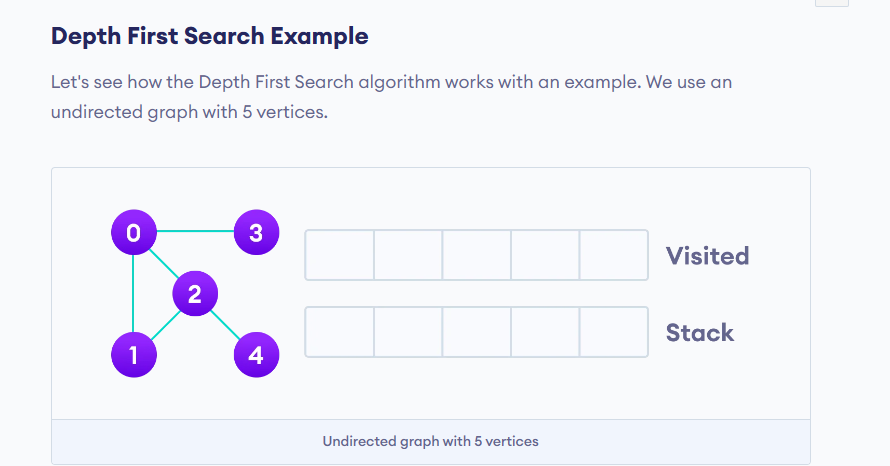 Depth First Search Example
Let's see how the Depth First Search algorithm works with an example. We use an
undirected graph with 5 vertices.
0
3
Visited
2
Stack
1
4
Undirected graph with 5 vertices